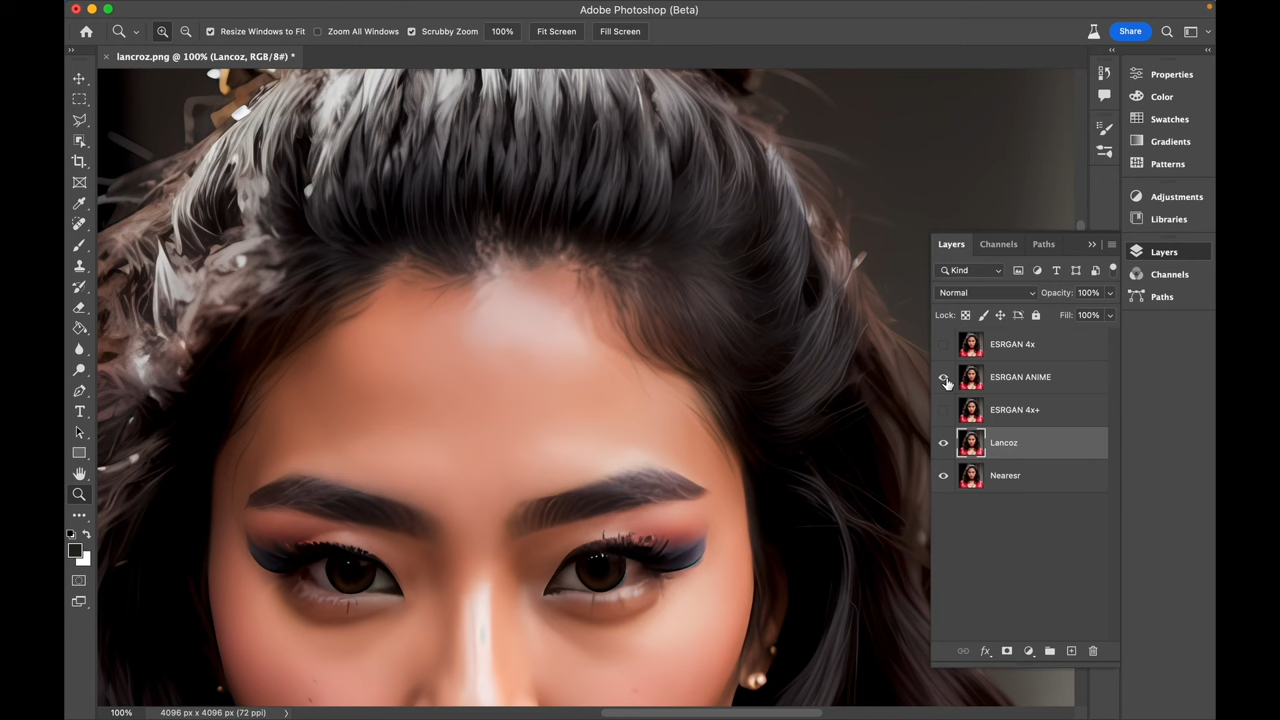 Adobe Photoshop (Beta)
Resize Windows to Fit Zoom All Windows Scrubby Zoom 100% Fit Screen Fill Screen Share
lancroz.png @ 100% (Lancoz, RGB/8#) *
Properties
Color
Swatches
Gradients
Patterns
Adjustments
Libraries
Layers
Channels
Paths
Layers Channels Paths
Kind
Normal Opacity: 100%
Lock: Fill: 100%
ESRGAN 4x
ESRGAN ANIME
ESRGAN 4x+
Lancoz
Nearesr
fx
100% 4096 px x 4096 px (72 ppi)